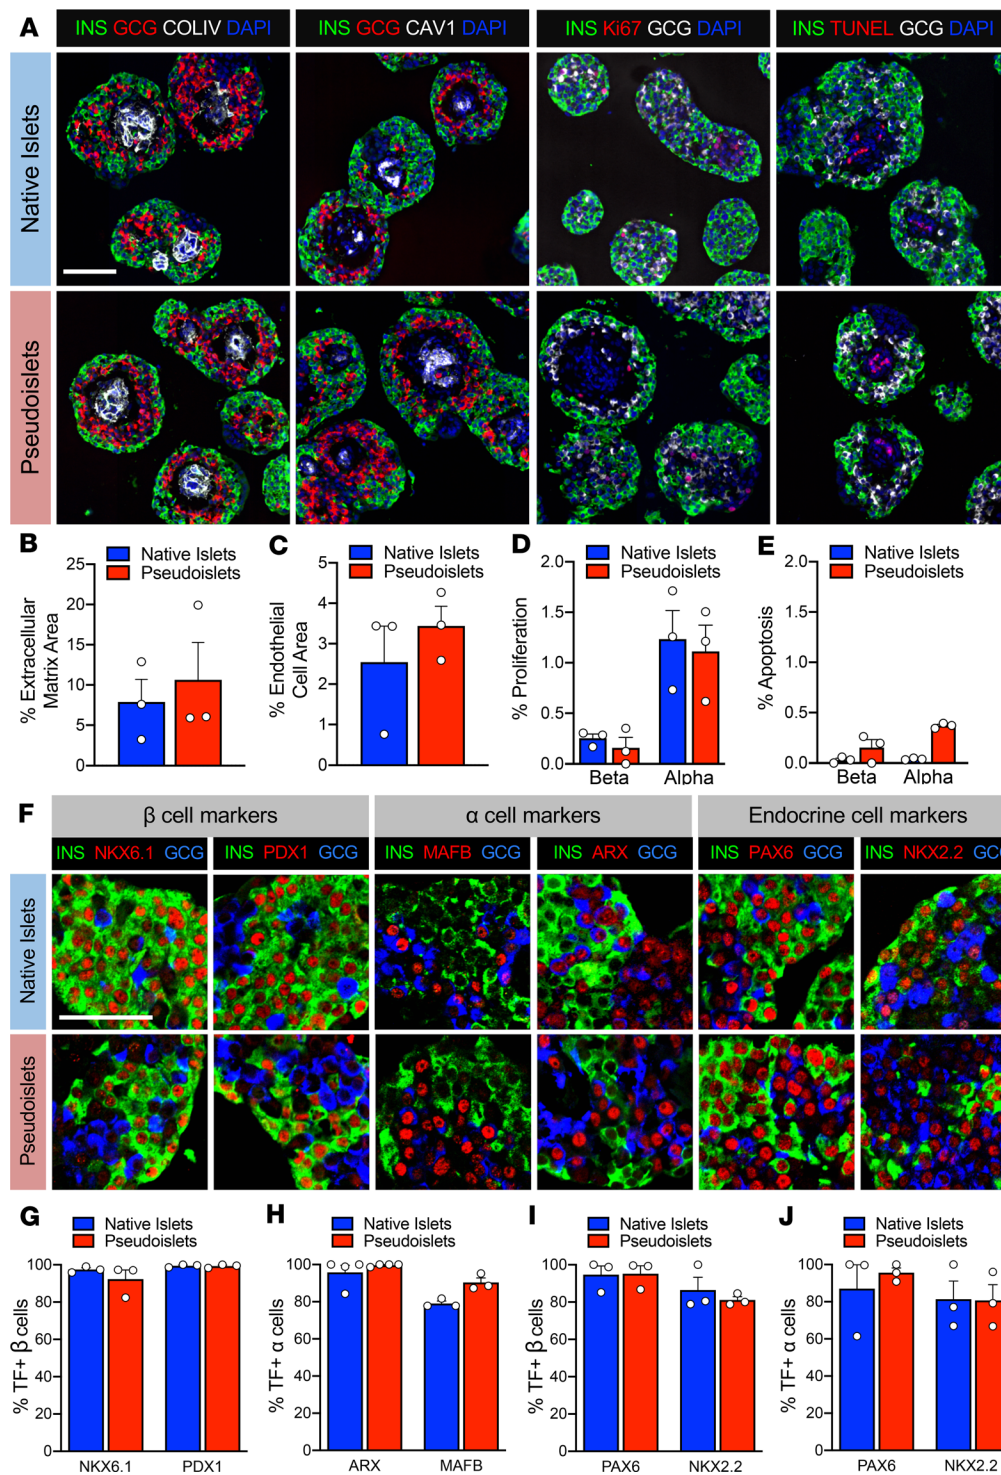 A
INS GCG COLIV DAPI
INS GCG CAV1 DAPI
INS Ki67 GCG DAPI
INS TUNEL GCG DAPI
Native Islets
Pseudoislets
B
Native Islets
Pseudoislets
% Extracellular
Matrix Area
25
20
15
10
5
0
C
Native Islets
Pseudoislets
% Endothelial
Cell Area
5
4
3
2
1
0
D
Native Islets
Pseudoislets
% Proliferation
2.0
1.5
1.0
0.5
0.0
Beta
Alpha
E
Native Islets
Pseudoislets
% Apoptosis
2.0
1.5
1.0
0.5
0.0
Beta
Alpha
F
β cell markers
α cell markers
Endocrine cell markers
INS NKX6.1 GCG
INS PDX1 GCG
INS MAFB GCG
INS ARX GCG
INS PAX6 GCG
INS NKX2.2 GCG
Native Islets
Pseudoislets
G
Native Islets
Pseudoislets
% TF+ β cells
100
80
60
40
20
0
NKX6.1
PDX1
H
Native Islets
Pseudoislets
% TF+ α cells
100
80
60
40
20
0
ARX
MAFB
I
Native Islets
Pseudoislets
% TF+ β cells
100
80
60
40
20
0
PAX6
NKX2.2
J
Native Islets
Pseudoislets
% TF+ α cells
100
80
60
40
20
0
PAX6
NKX2.2